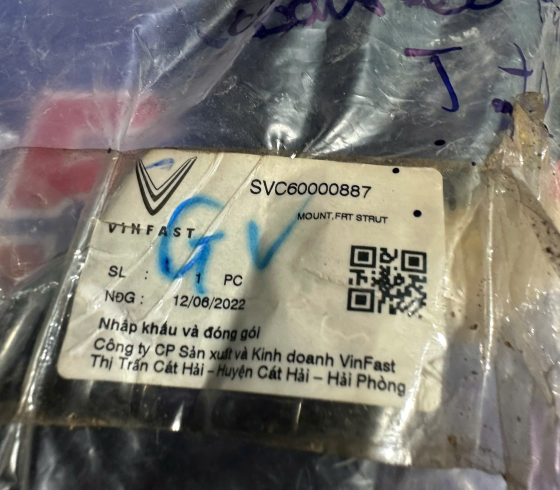 J
SVC60000887
MOUNT,FRT STRUT
VINFAST
GV
SL : 1 PC
NĐG : 12/06/2022
Nhập khẩu và đóng gói
Công ty CP Sản xuất và Kinh doanh VinFast
Thị Trấn Cát Hải – Huyện Cát Hải – Hải Phòng